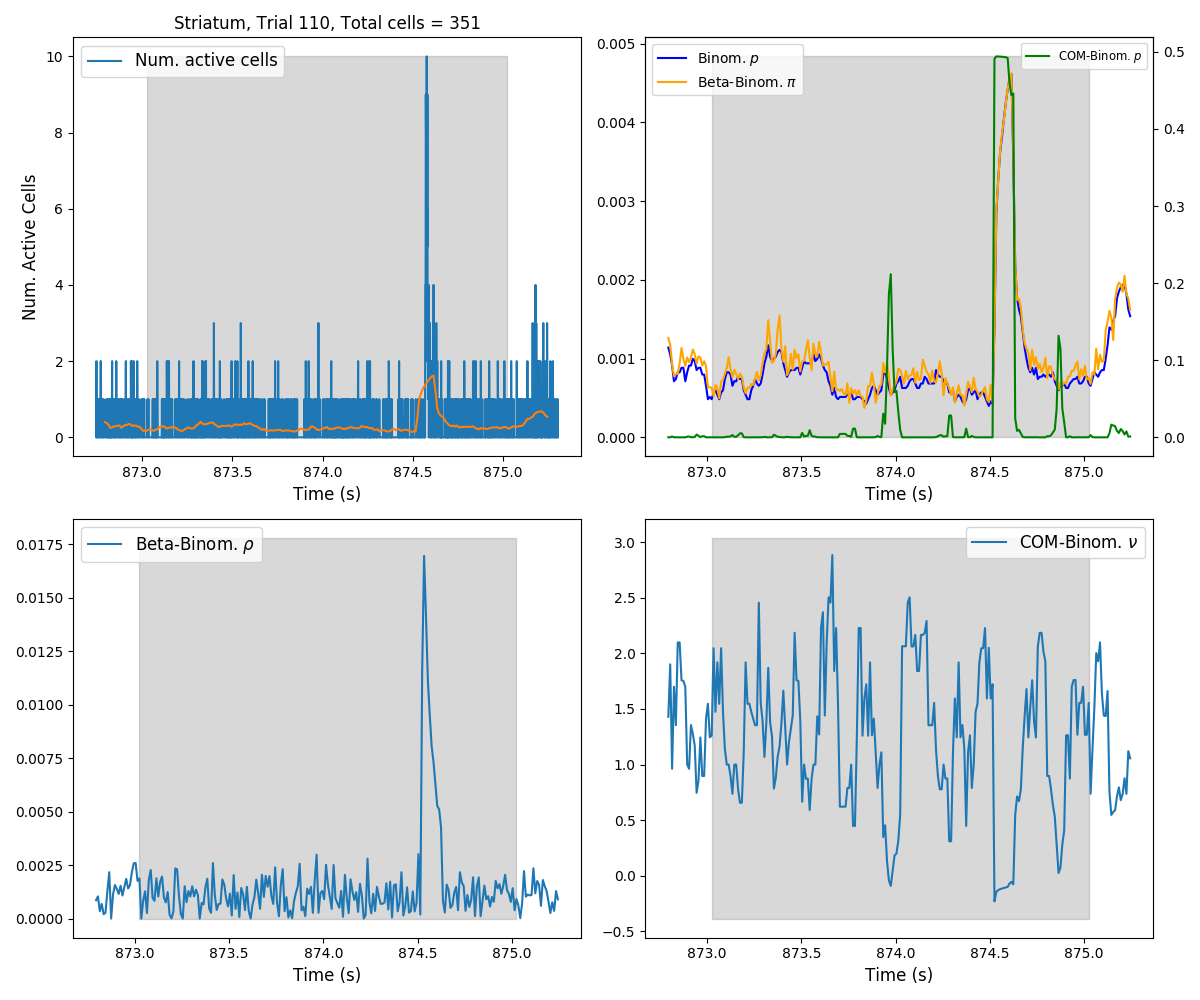 Striatum, Trial 110, Total cells = 351
Num. active cells
Num. Active Cells
10
8
6
4
2
0
873.0 873.5 874.0 874.5 875.0
Time (s)
Binom. p
Beta-Binom. π
COM-Binom. p
0.005
0.004
0.003
0.002
0.001
0.000
0.5
0.4
0.3
0.2
0.1
0.0
873.0 873.5 874.0 874.5 875.0
Time (s)
Beta-Binom. ρ
0.0175
0.0150
0.0125
0.0100
0.0075
0.0050
0.0025
0.0000
873.0 873.5 874.0 874.5 875.0
Time (s)
COM-Binom. ν
3.0
2.5
2.0
1.5
1.0
0.5
0.0
−0.5
873.0 873.5 874.0 874.5 875.0
Time (s)